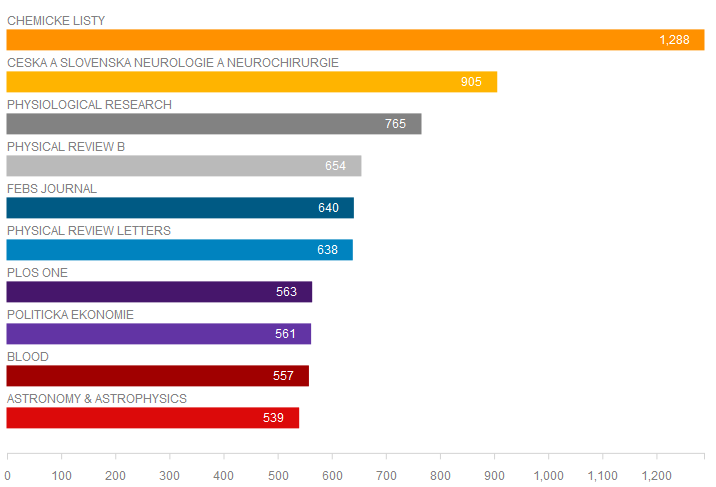 CHEMICKE LISTY
1,288
CESKA A SLOVENSKA NEUROLOGIE A NEUROCHIRURGIE
905
PHYSIOLOGICAL RESEARCH
765
PHYSICAL REVIEW B
654
FEBS JOURNAL
640
PHYSICAL REVIEW LETTERS
638
PLOS ONE
563
POLITICKA EKONOMIE
561
BLOOD
557
ASTRONOMY & ASTROPHYSICS
539
0 100 200 300 400 500 600 700 800 900 1,000 1,100 1,200